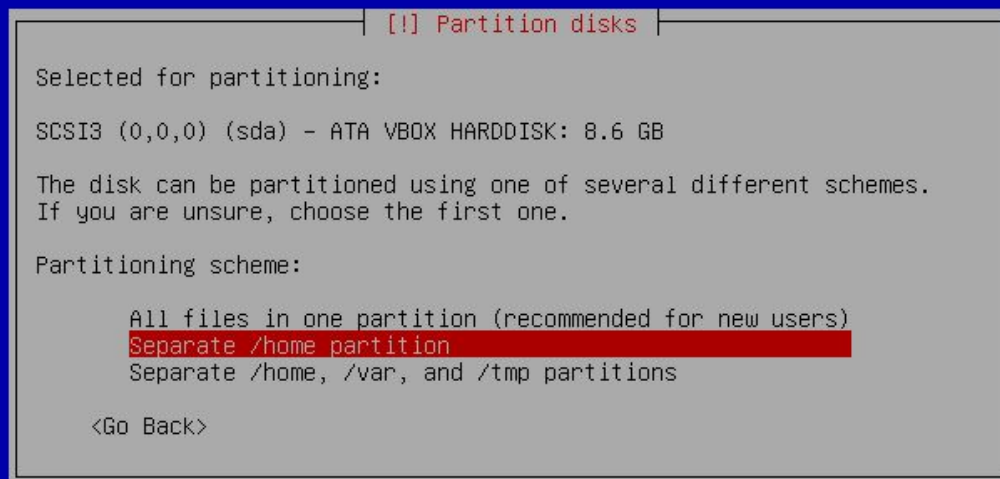 [!] Partition disks
Selected for partitioning:
SCSI3 (0,0,0) (sda) – ATA VBOX HARDDISK: 8.6 GB
The disk can be partitioned using one of several different schemes.
If you are unsure, choose the first one.
Partitioning scheme:
All files in one partition (recommended for new users)
Separate /home partition
Separate /home, /var, and /tmp partitions
<Go Back>